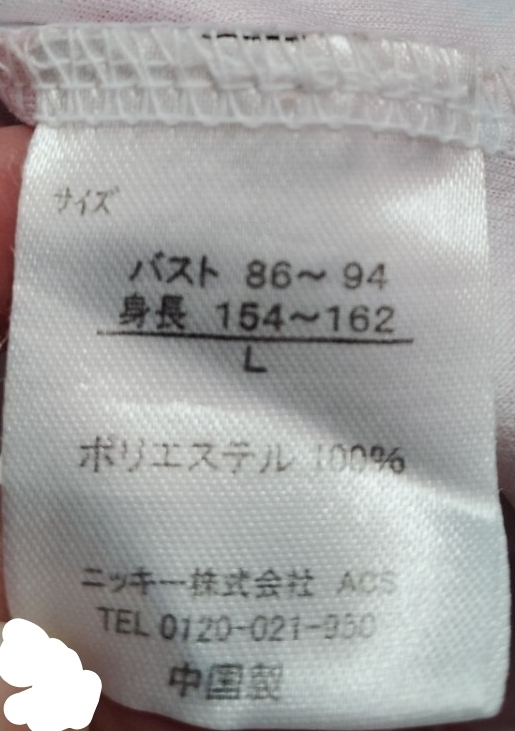 サイズ
バスト 86～94
身長 154～162
L
ポリエステル 100%
ニッキー株式会社 ACS
TEL 0120-021-950
中国製